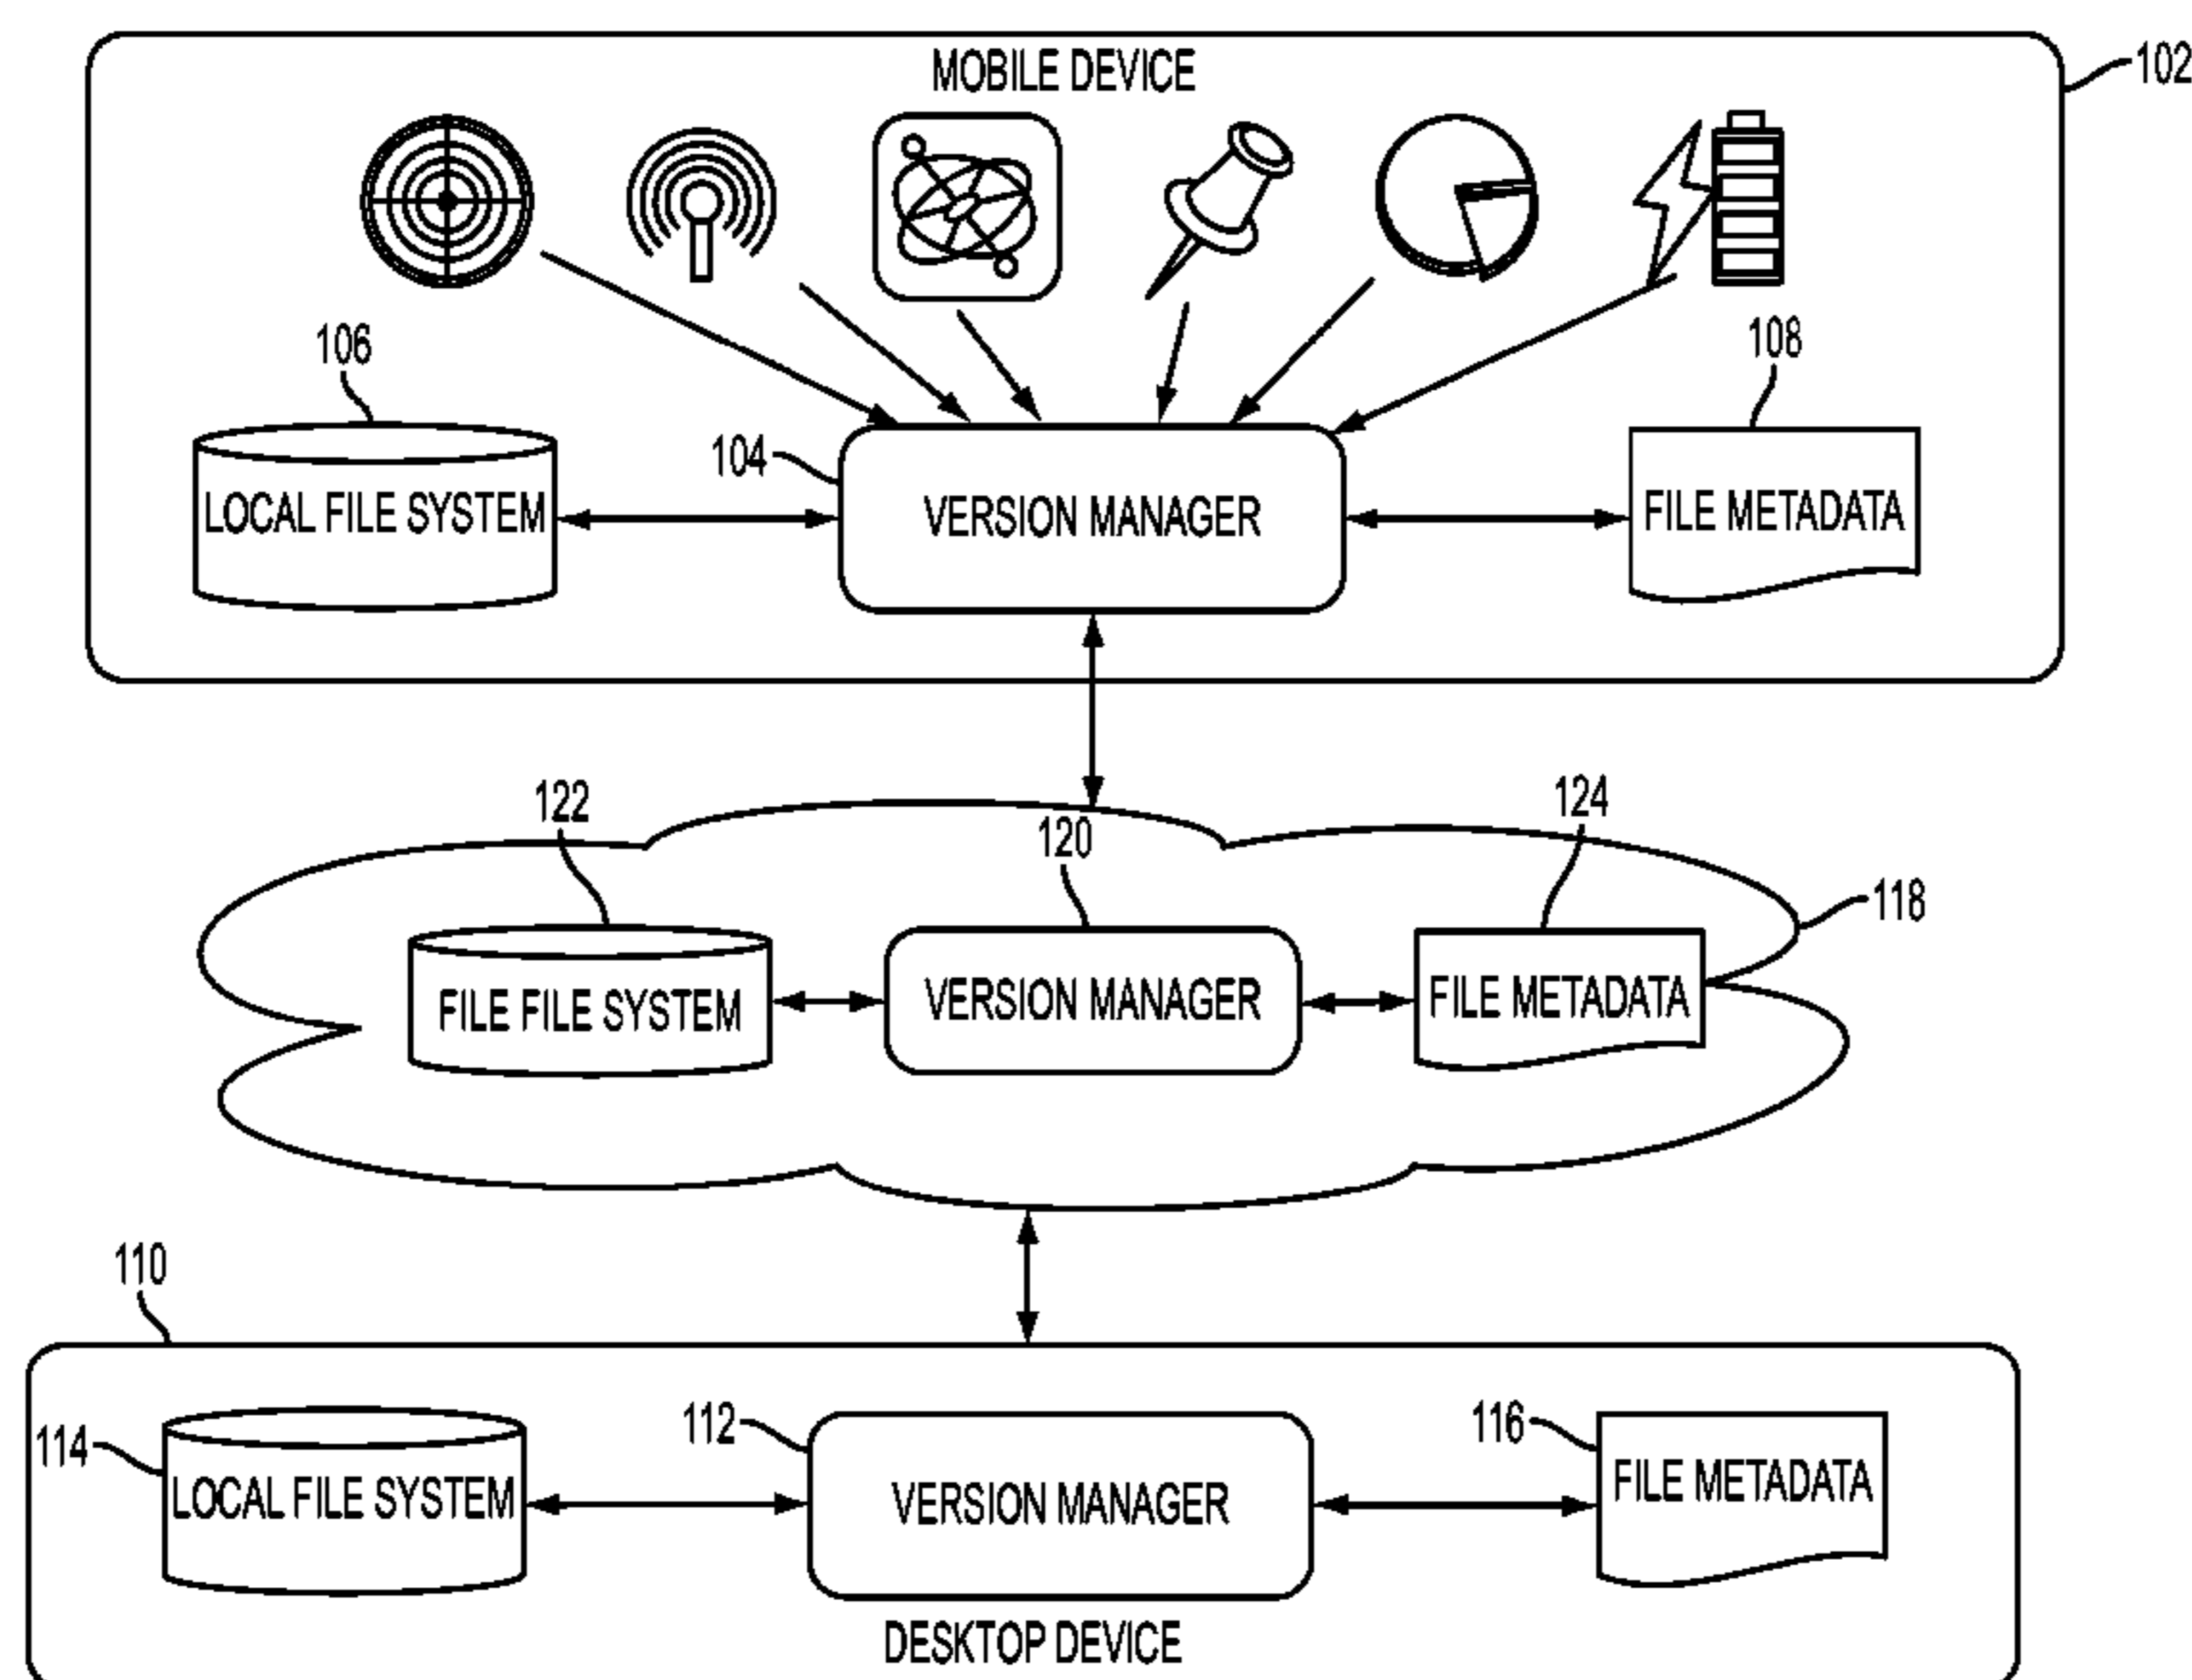 MOBILE DEVICE
102
106
108
104
LOCAL FILE SYSTEM
VERSION MANAGER
FILE METADATA
122
124
120
118
FILE FILE SYSTEM
VERSION MANAGER
FILE METADATA
110
114
112
116
LOCAL FILE SYSTEM
VERSION MANAGER
FILE METADATA
DESKTOP DEVICE